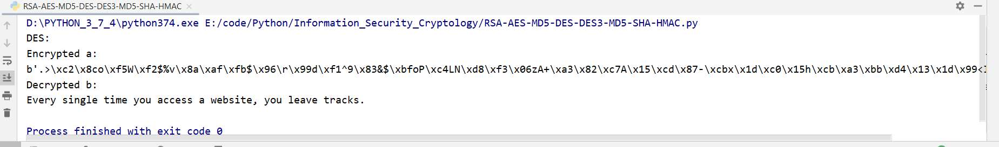 RSA-AES-MD5-DES-DES3-MD5-SHA-HMAC
D:\PYTHON_3_7_4\python374.exe E:/code/Python/Information_Security_Cryptology/RSA-AES-MD5-DES-DES3-MD5-SHA-HMAC.py
DES:
Encrypted a:
b'.>\xc2\x8co\xf5W\xf2$%v\x8a\xaf\xfb$\x96\r\x99d\xf1^9\x83&$\xbfoP\xc4LN\xd8\xf3\x06zA+\xa3\x82\xc7A\x15\xcd\x87-\xcbx\x1d\xc0\x15h\xcb\xa3\xbb\xd4\x13\x1d\x99<
Decrypted b:
Every single time you access a website, you leave tracks.
Process finished with exit code 0